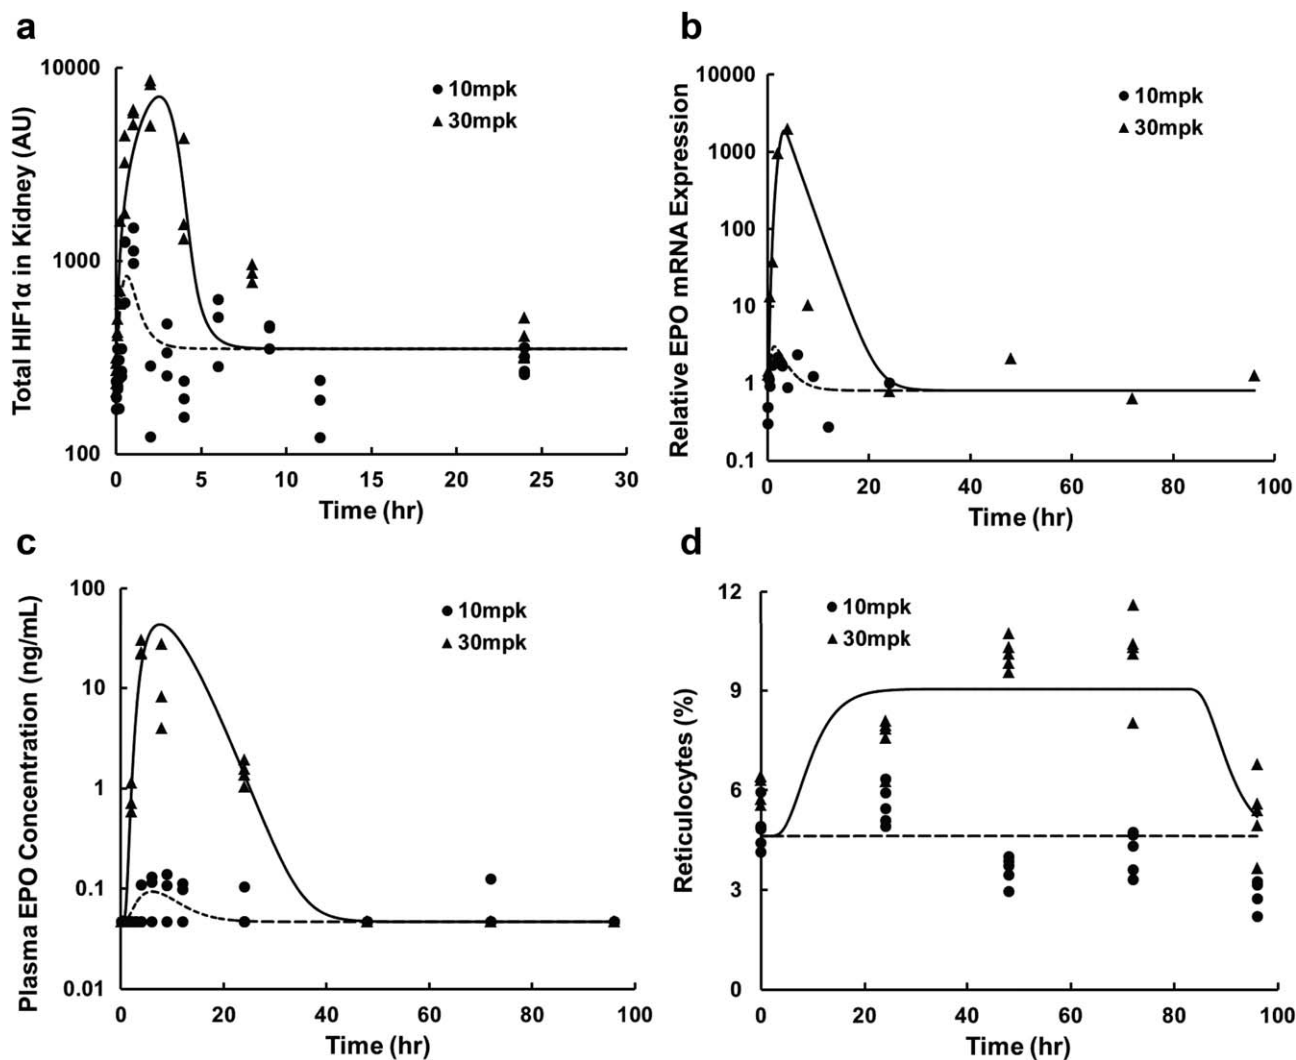 a
10000
1000
100
Total HIF1α in Kidney (AU)
10mpk
30mpk
0 5 10 15 20 25 30
Time (hr)
b
10000
1000
100
10
1
0.1
Relative EPO mRNA Expression
10mpk
30mpk
0 20 40 60 80 100
Time (hr)
c
100
10
1
0.1
0.01
Plasma EPO Concentration (ng/mL)
10mpk
30mpk
0 20 40 60 80 100
Time (hr)
d
12
9
6
3
0
Reticulocytes (%)
10mpk
30mpk
0 20 40 60 80 100
Time (hr)